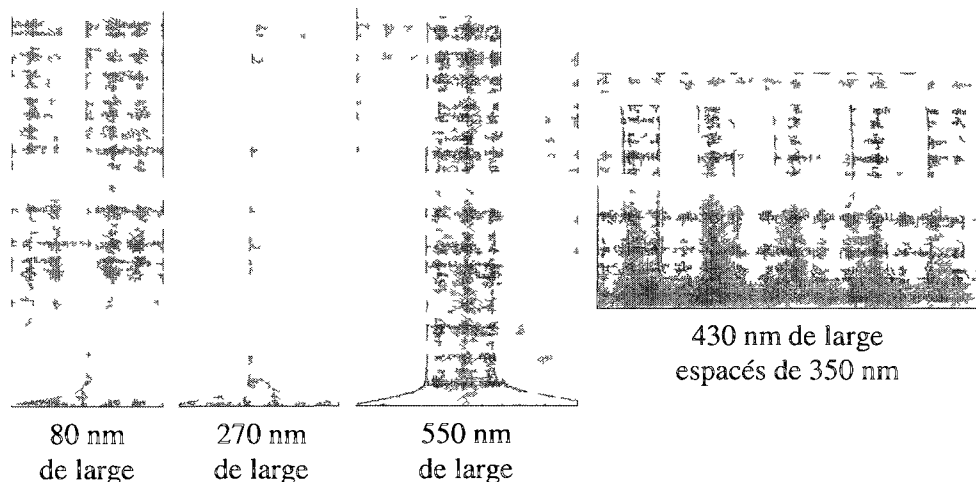 80 nm
de large
270 nm
de large
550 nm
de large
430 nm de large
espacés de 350 nm